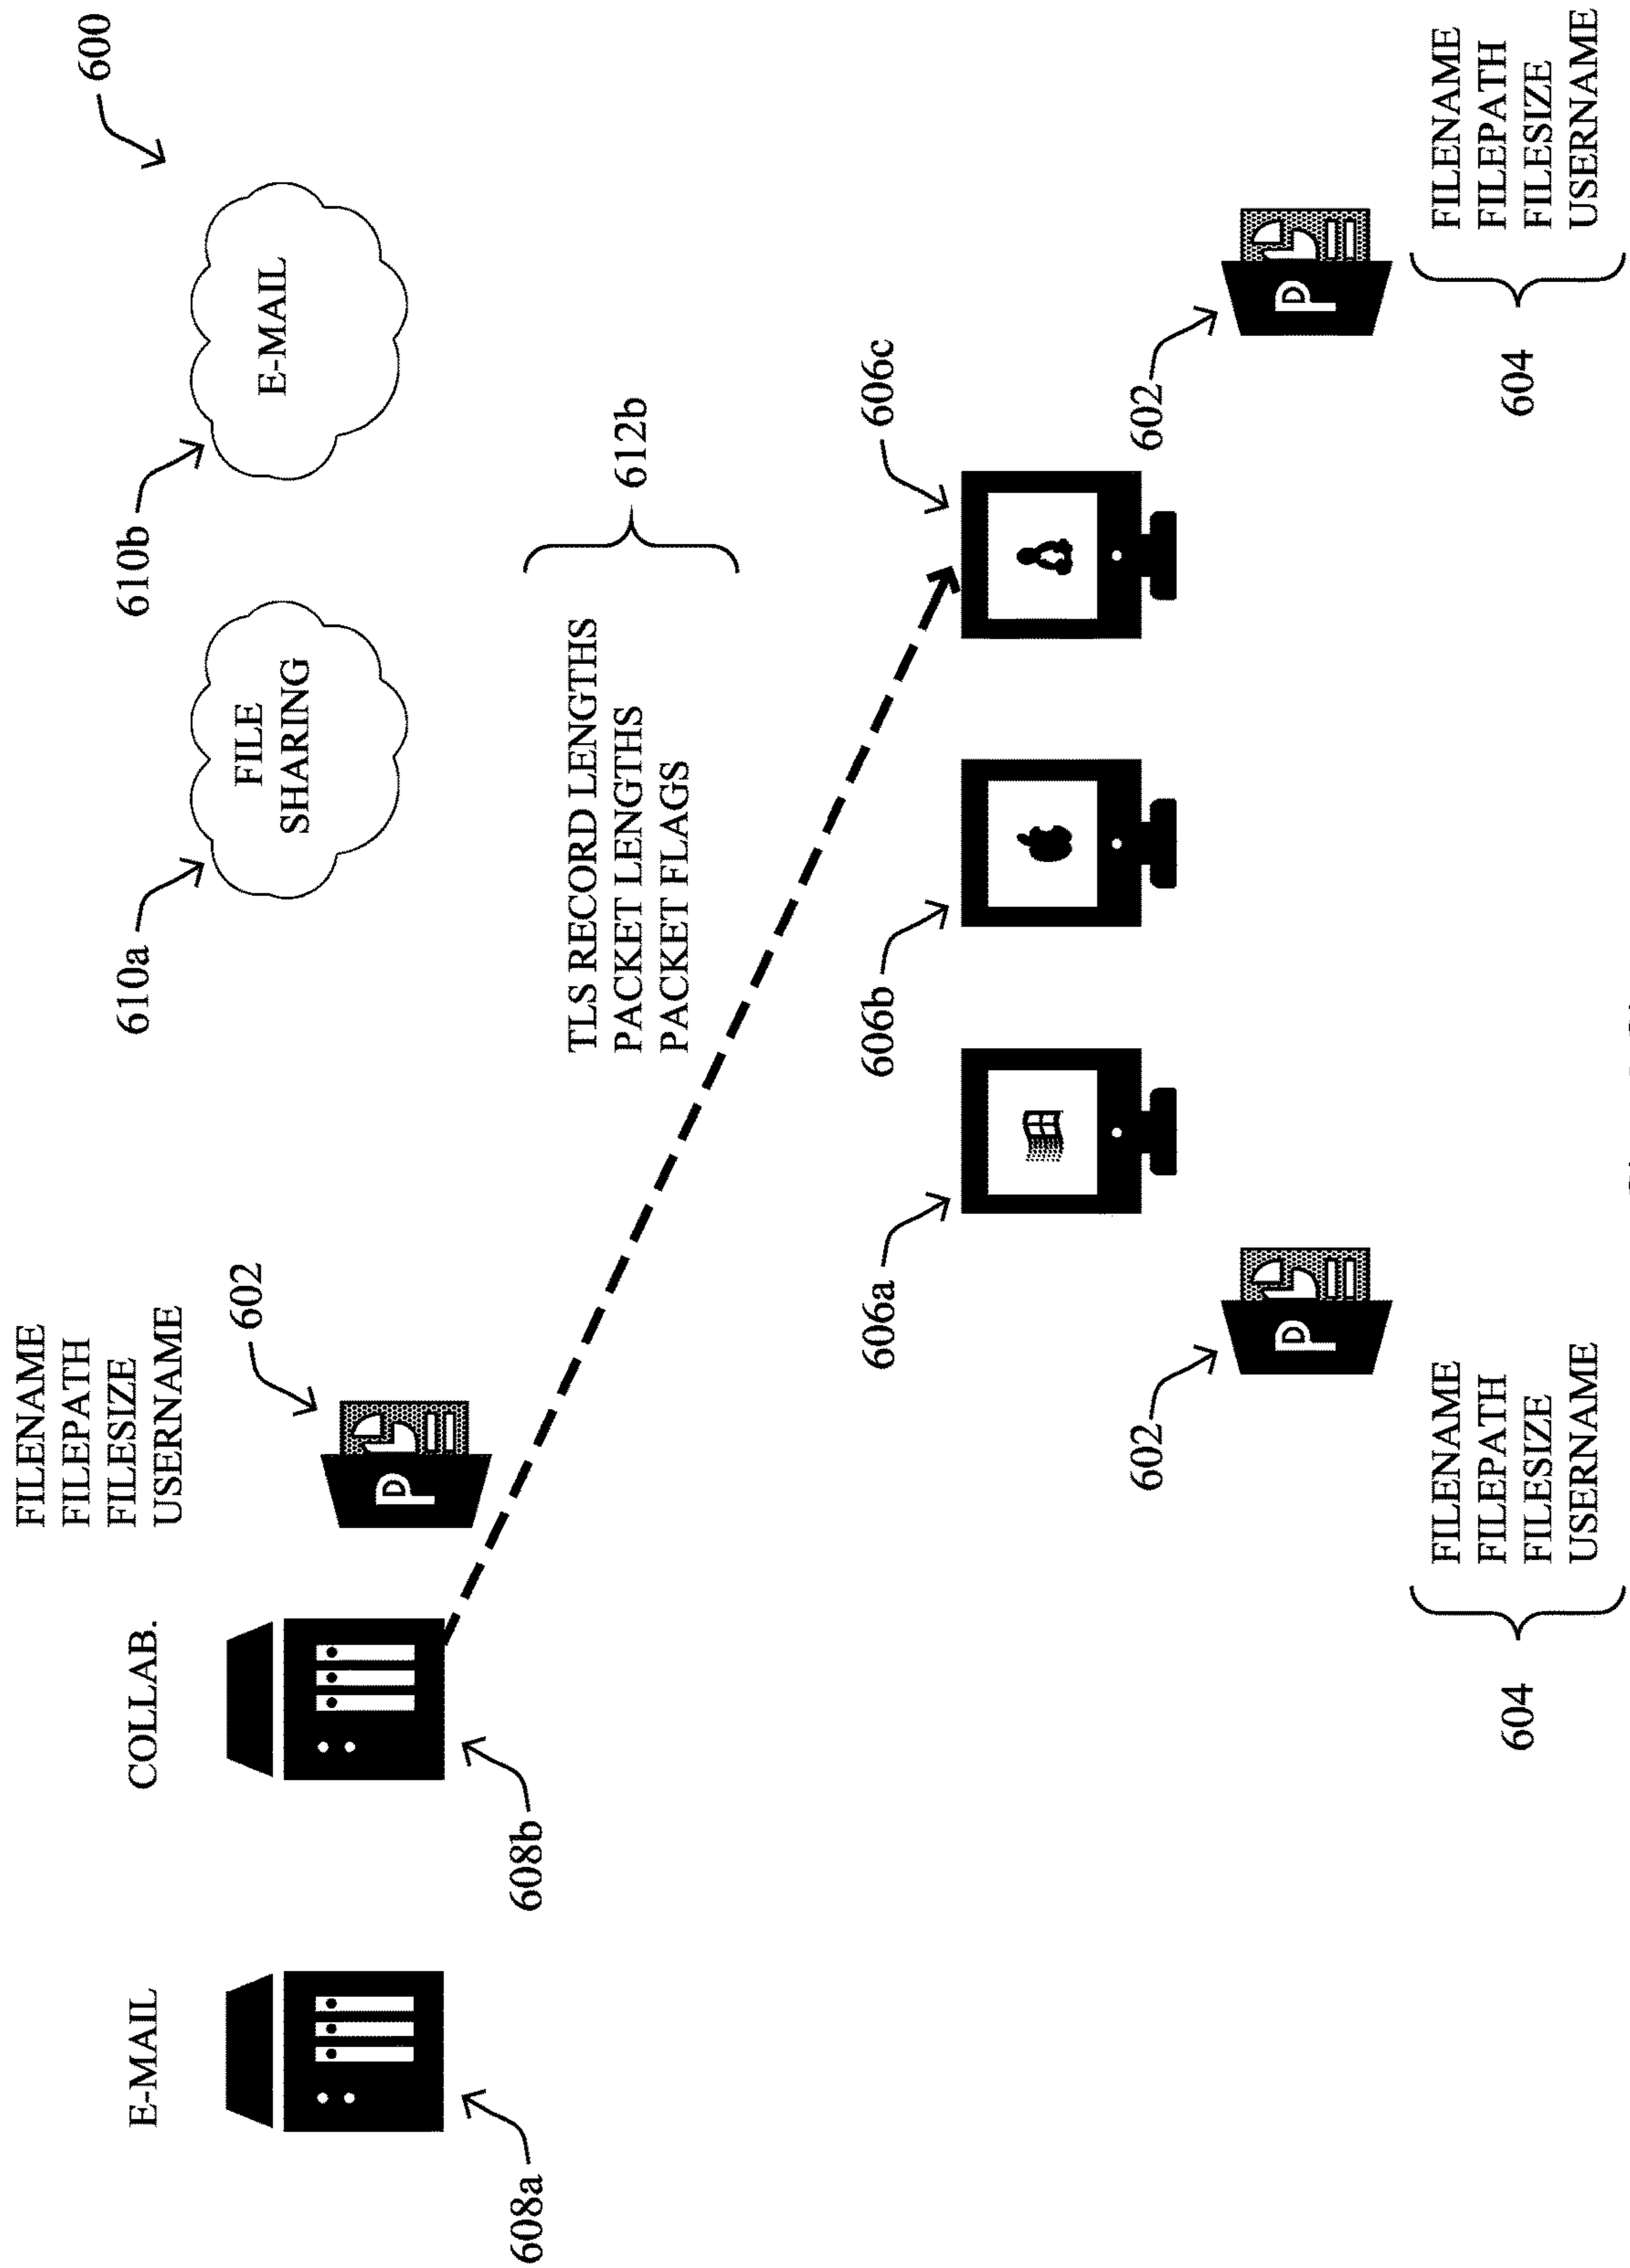 FILENAME
FILEPATH
FILESIZE
USERNAME
600
E-MAIL
COLLAB.
610a
610b
602
FILE
SHARING
E-MAIL
608a
608b
TLS RECORD LENGTHS
PACKET LENGTHS
PACKET FLAGS
612b
606a
606b
606c
602
602
604
FILENAME
FILEPATH
FILESIZE
USERNAME
604
FILENAME
FILEPATH
FILESIZE
USERNAME